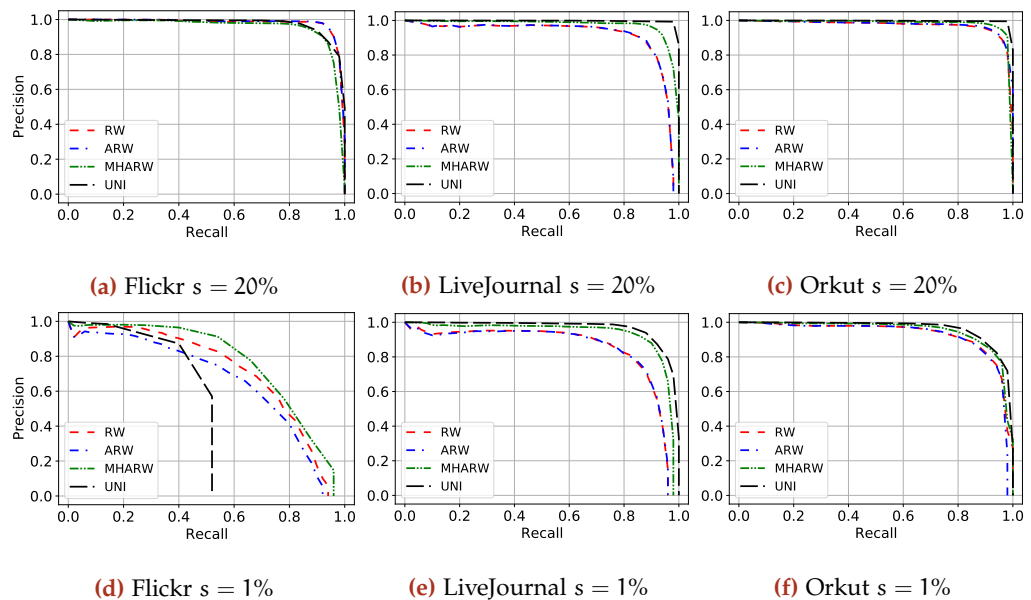 1.0
0.8
0.6
0.4
0.2
0.0
Precision
RW
ARW
MHARW
UNI
0.0 0.2 0.4 0.6 0.8 1.0
Recall
(a) Flickr s = 20%
1.0
0.8
0.6
0.4
0.2
0.0
RW
ARW
MHARW
UNI
0.0 0.2 0.4 0.6 0.8 1.0
Recall
(b) LiveJournal s = 20%
1.0
0.8
0.6
0.4
0.2
0.0
RW
ARW
MHARW
UNI
0.0 0.2 0.4 0.6 0.8 1.0
Recall
(c) Orkut s = 20%
1.0
0.8
0.6
0.4
0.2
0.0
Precision
RW
ARW
MHARW
UNI
0.0 0.2 0.4 0.6 0.8 1.0
Recall
(d) Flickr s = 1%
1.0
0.8
0.6
0.4
0.2
0.0
RW
ARW
MHARW
UNI
0.0 0.2 0.4 0.6 0.8 1.0
Recall
(e) LiveJournal s = 1%
1.0
0.8
0.6
0.4
0.2
0.0
RW
ARW
MHARW
UNI
0.0 0.2 0.4 0.6 0.8 1.0
Recall
(f) Orkut s = 1%